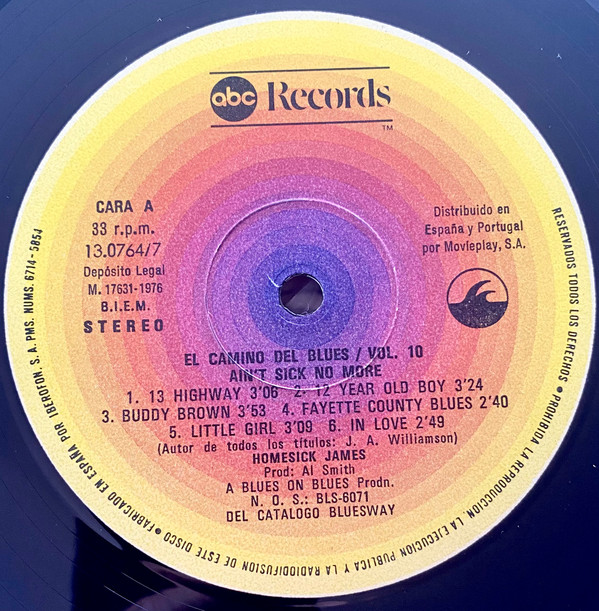 abc Records
TM
CARA A
33 r.p.m.
13.0764/7
Depósito Legal
M. 17631-1976
B.I.E.M.
STEREO
Distribuido en
España y Portugal
por Movieplay, S.A.
EL CAMINO DEL BLUES / VOL. 10
AIN'T SICK NO MORE
1. 13 HIGHWAY 3'06 2. 12 YEAR OLD BOY 3'24
3. BUDDY BROWN 3'53 4. FAYETTE COUNTY BLUES 2'40
5. LITTLE GIRL 3'09 6. IN LOVE 2'49
(Autor de todos los títulos: J. A. Williamson)
HOMESICK JAMES
Prod: Al Smith
A BLUES ON BLUES Prodn.
N. O. S.: BLS-6071
DEL CATALOGO BLUESWAY
RESERVADOS TODOS LOS DERECHOS • PROHIBIDA LA REPRODUCCION, LA EJECUCION PUBLICA Y LA RADIODIFUSION DE ESTE DISCO • FABRICADO EN ESPAÑA POR IBEROFON, S. A. PMS. NUMS. 6714 - 5854